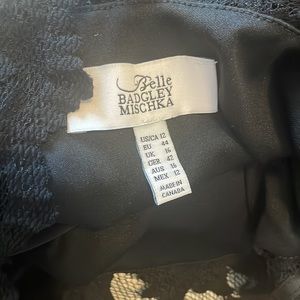 Belle
BADGLEY
MISCHKA
US/CA 12
EU 44
UK 16
GER 42
AUS 16
MEX 12
MADE IN
CANADA